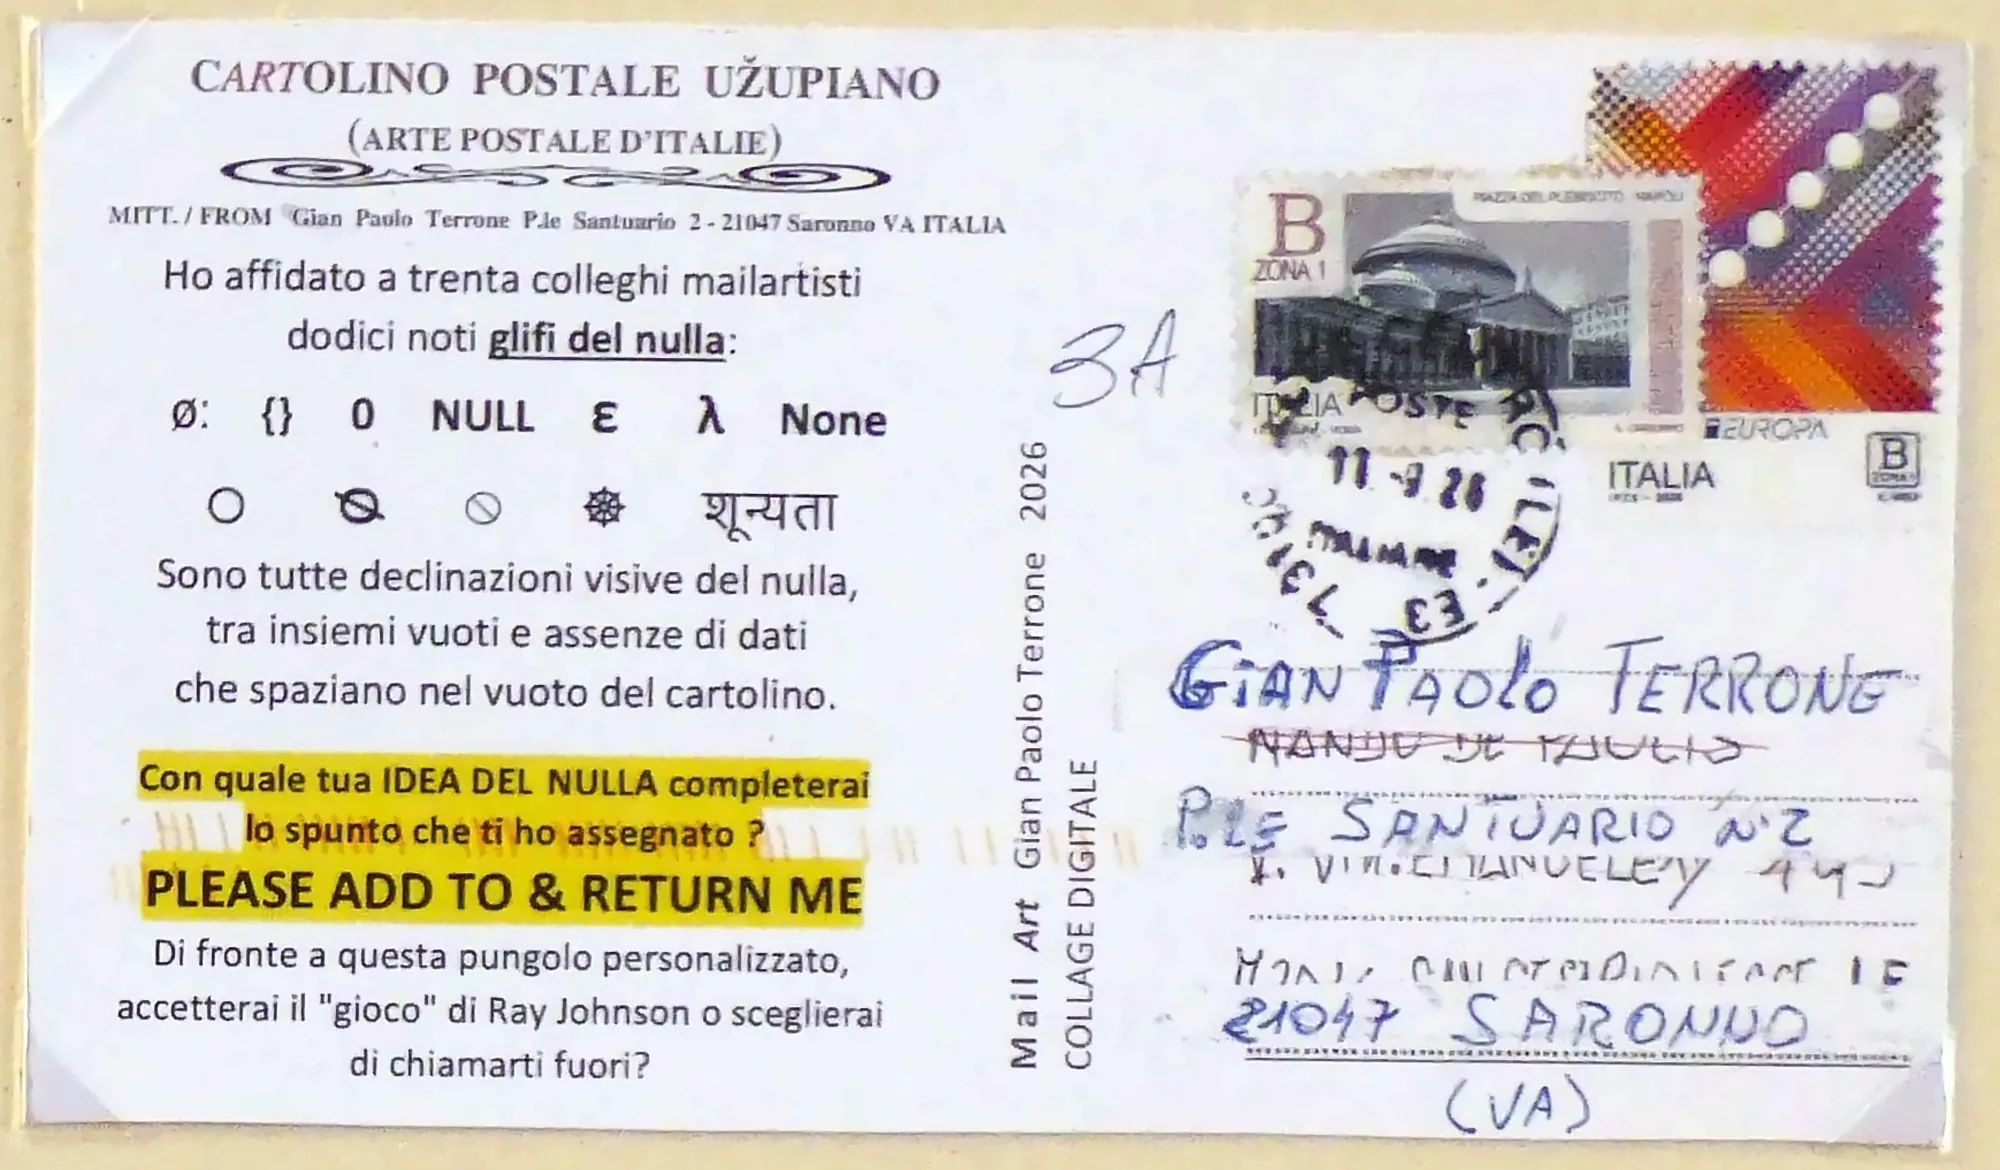 CARTOLINO POSTALE UŽUPIANO
(ARTE POSTALE D'ITALIE)
MITT. / FROM Gian Paolo Terrone P.le Santuario 2 - 21047 Saronno VA ITALIA
Ho affidato a trenta colleghi mailartisti
dodici noti glifi del nulla:
Ø: {} 0 NULL ε λ None
शून्यता
Sono tutte declinazioni visive del nulla,
tra insiemi vuoti e assenze di dati
che spaziano nel vuoto del cartolino.
Con quale tua IDEA DEL NULLA completerai
lo spunto che ti ho assegnato ?
PLEASE ADD TO & RETURN ME
Di fronte a questa pungolo personalizzato,
accetterai il "gioco" di Ray Johnson o sceglierai
di chiamarti fuori?
Mail Art Gian Paolo Terrone 2026
COLLAGE DIGITALE
3A
B
ZONA 1
PIAZZA DEL PLEBISCITO NAPOLI
ITALIA
EUROPA
ITALIA
B
POSTE
GIAN PAOLO TERRONE
P.LE SANTUARIO N°2
21047 SARONNO
(VA)